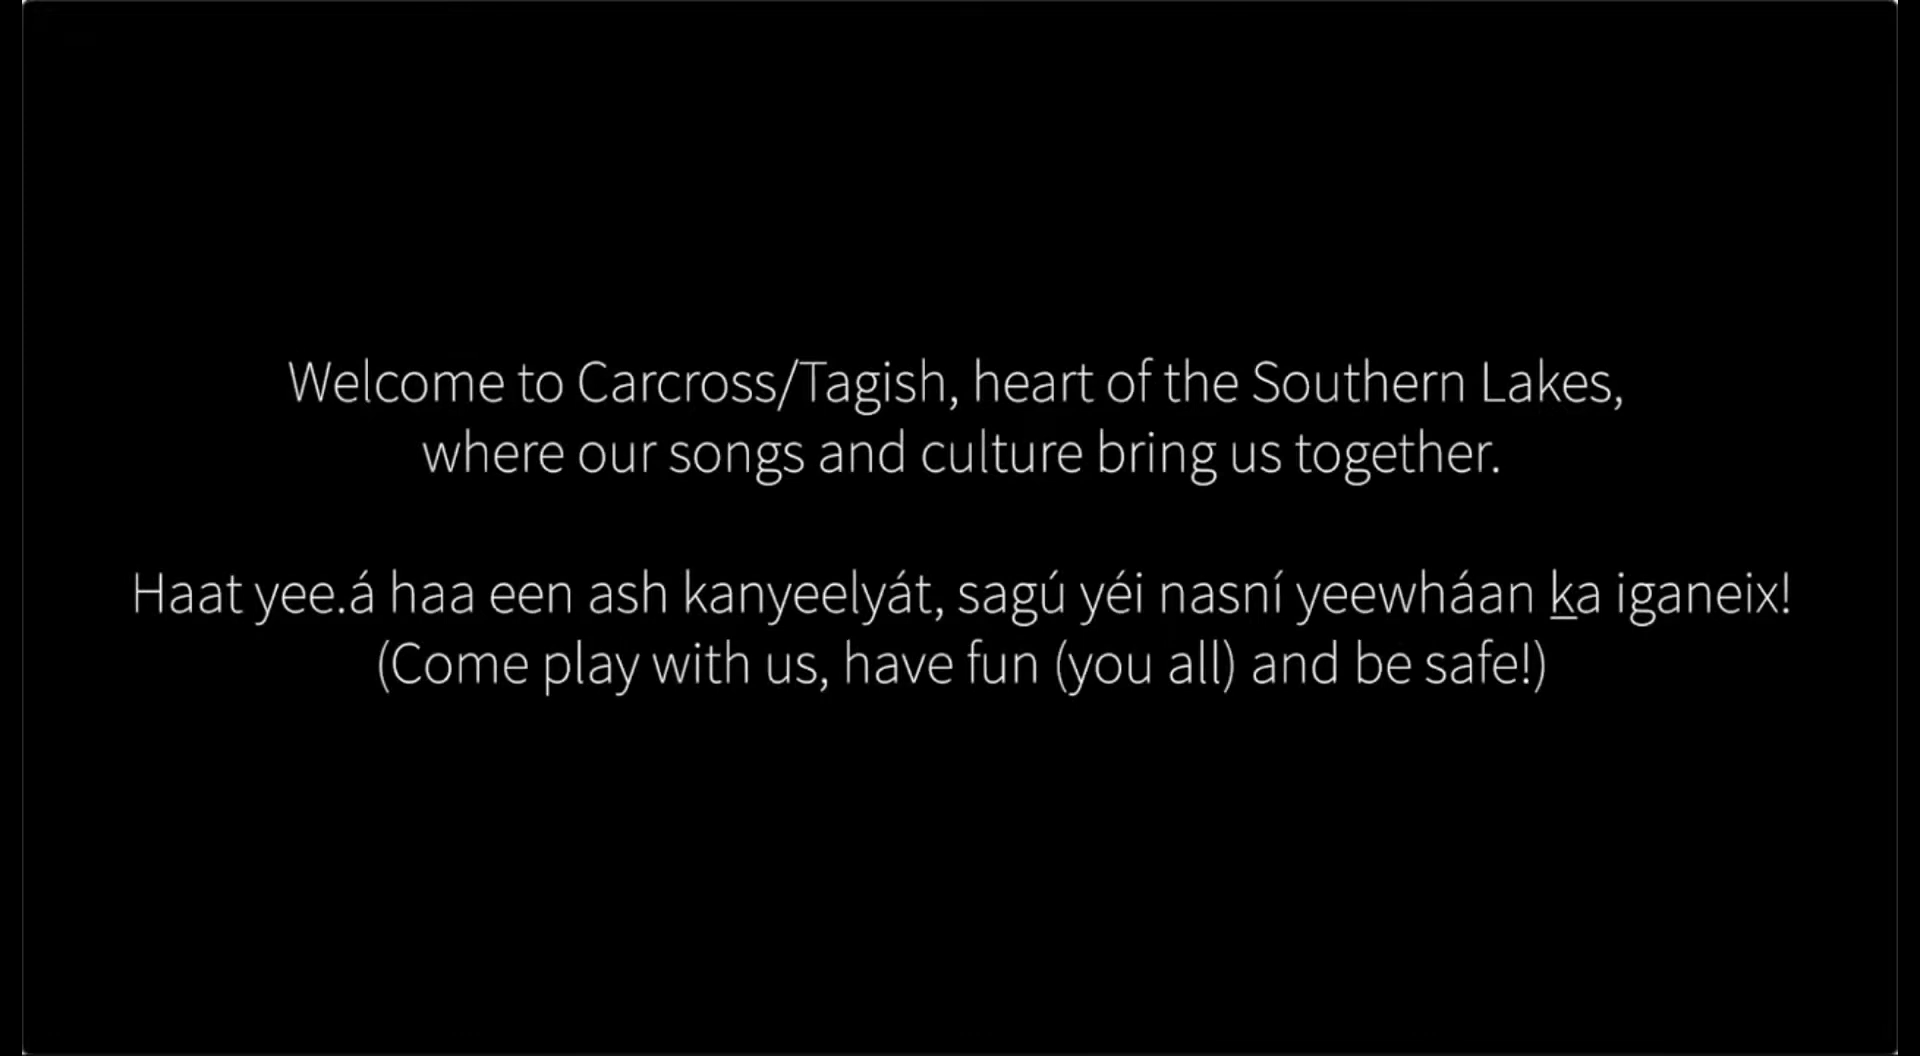 Welcome to Carcross/Tagish, heart of the Southern Lakes,
where our songs and culture bring us together.
Haat yee.á haa een ash kanyeelyát, sagú yéi nasní yeewháan ḵa iganeix!
(Come play with us, have fun (you all) and be safe!)